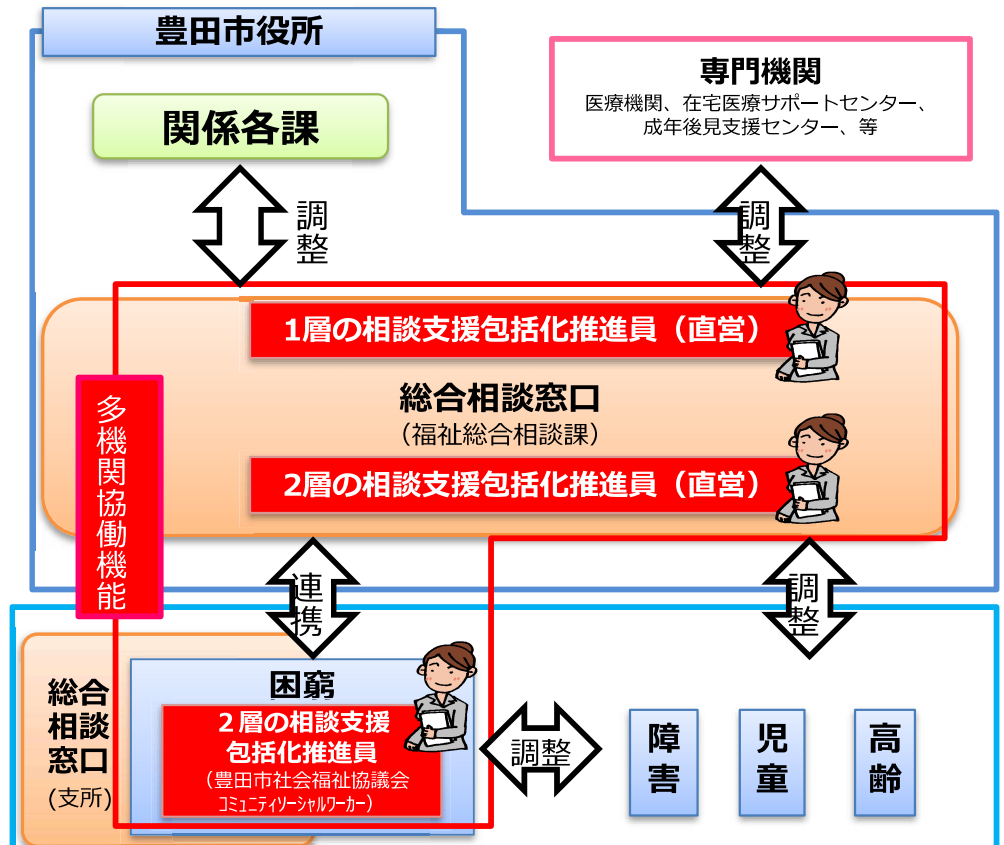 豊田市役所
専門機関
医療機関、在宅医療サポートセンター、
成年後見支援センター、等
関係各課
調整
調整
1層の相談支援包括化推進員（直営）
総合相談窓口
（福祉総合相談課）
2層の相談支援包括化推進員（直営）
多機関協働機能
連携
調整
総合
相談
窓口
(支所)
困窮
２層の相談支援
包括化推進員
（豊田市社会福祉協議会
コミュニティソーシャルワーカー）
調整
障害
児童
高齢